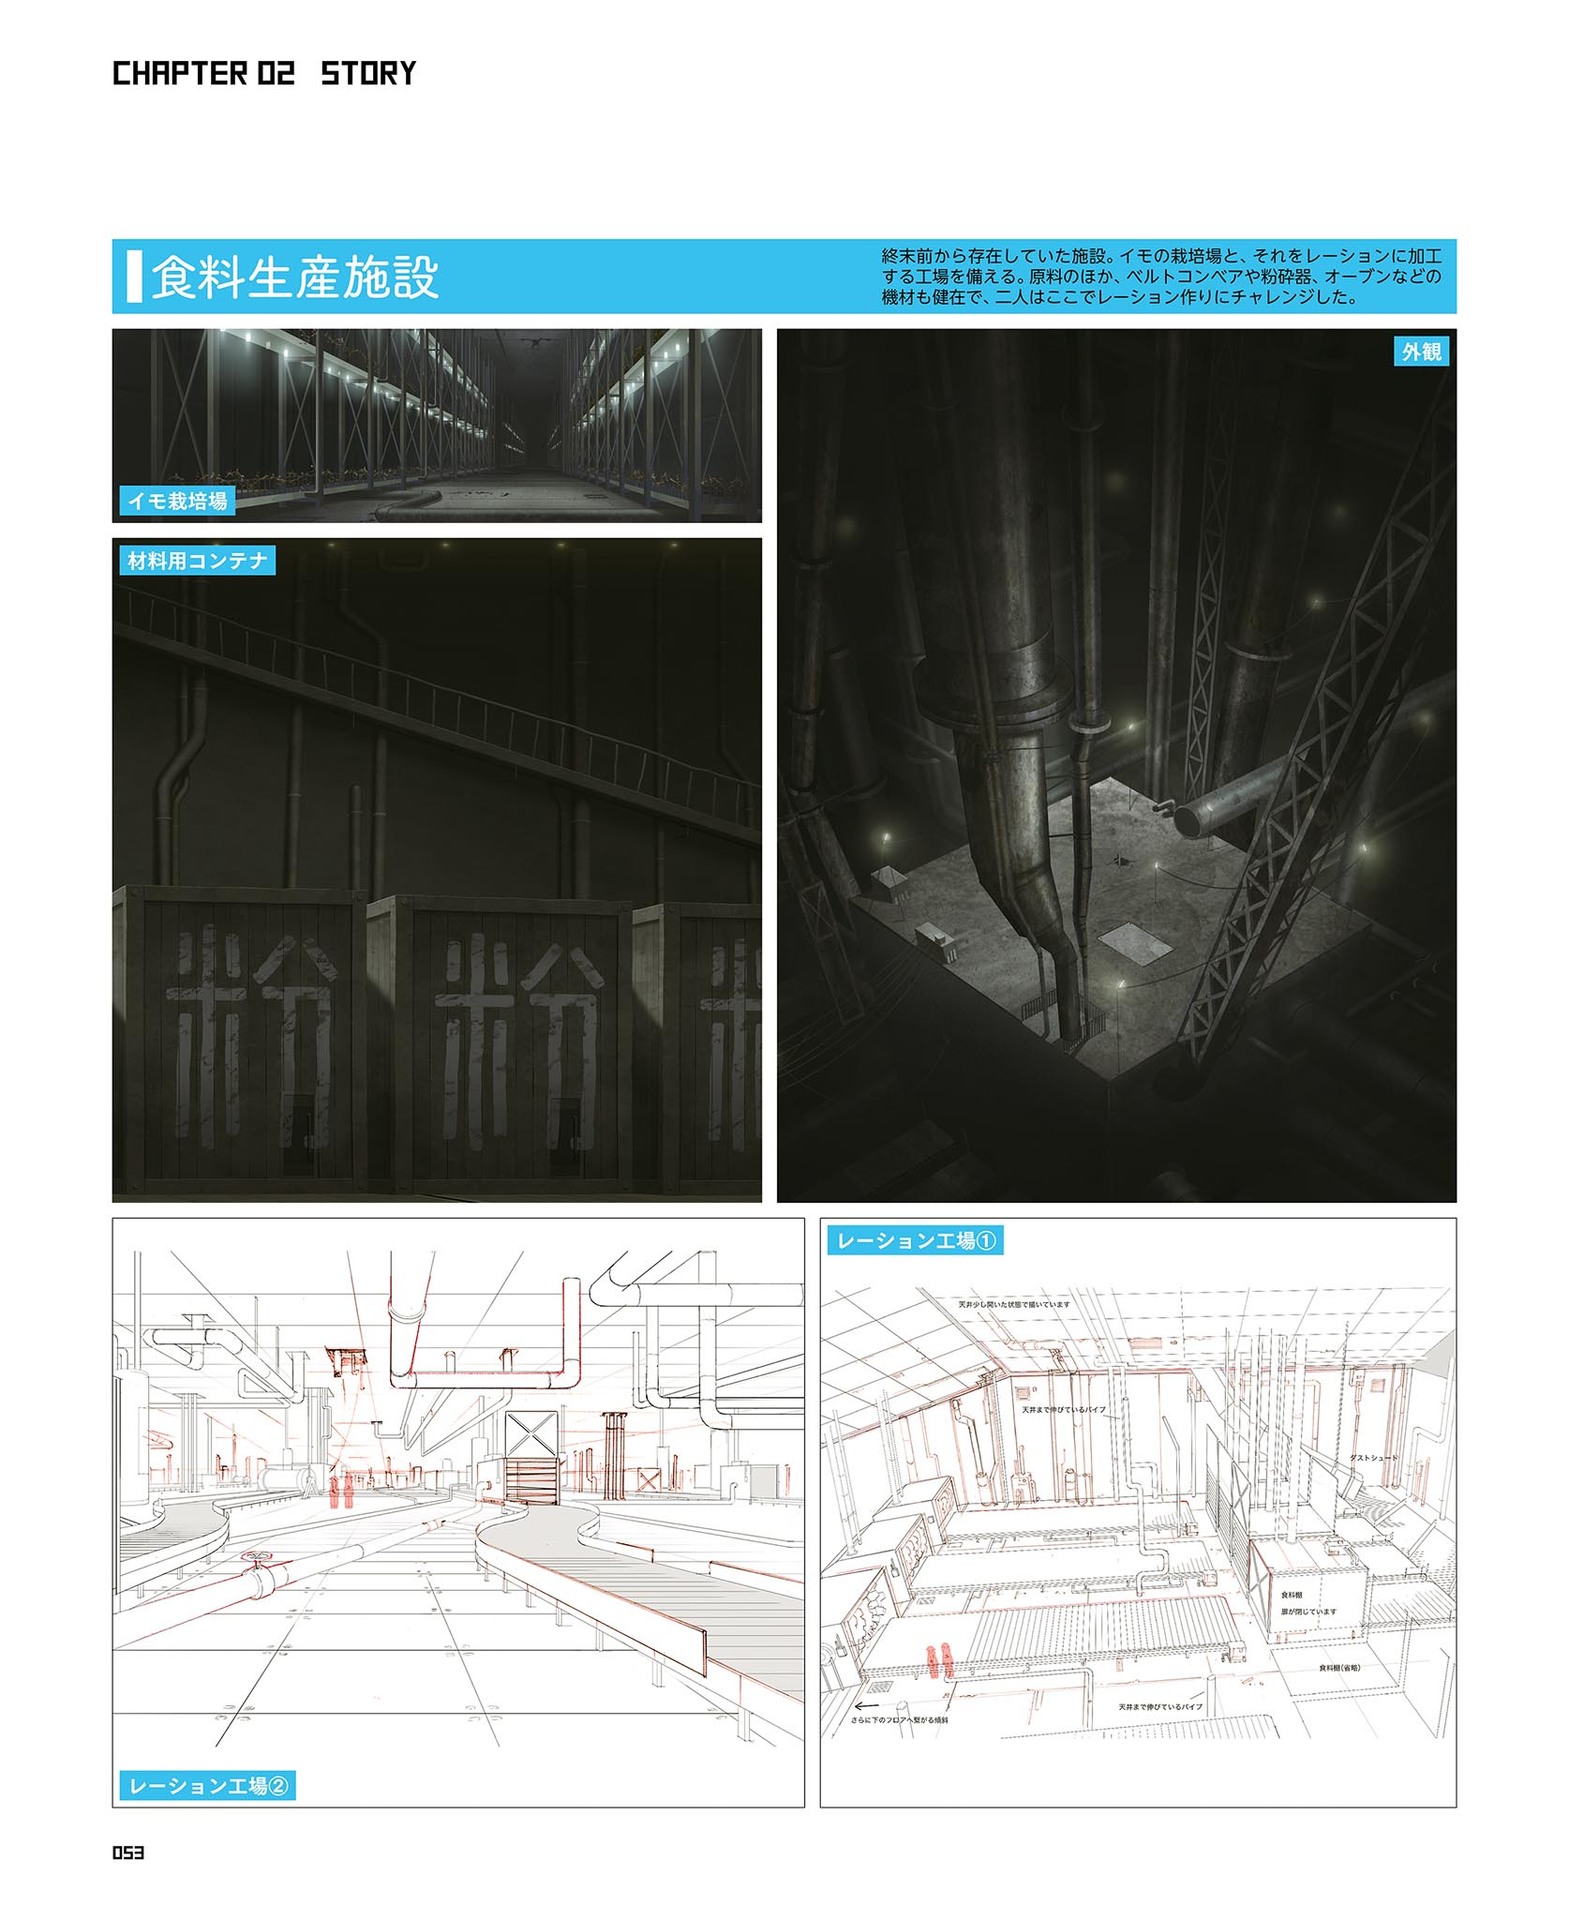 CHAPTER 02 STORY
食料生産施設
終末前から存在していた施設。イモの栽培場と、それをレーションに加工
する工場を備える。原料のほか、ベルトコンベアや粉砕器、オーブンなどの
機材も健在で、二人はここでレーション作りにチャレンジした。
イモ栽培場
外観
材料用コンテナ
粉
粉
レーション工場①
天井少し開いた状態で描いています
天井まで伸びているパイプ
ダストシュート
食料棚
扉が閉じています
食料棚(省略)
天井まで伸びているパイプ
さらに下のフロアへ繋がる傾斜
レーション工場②
053